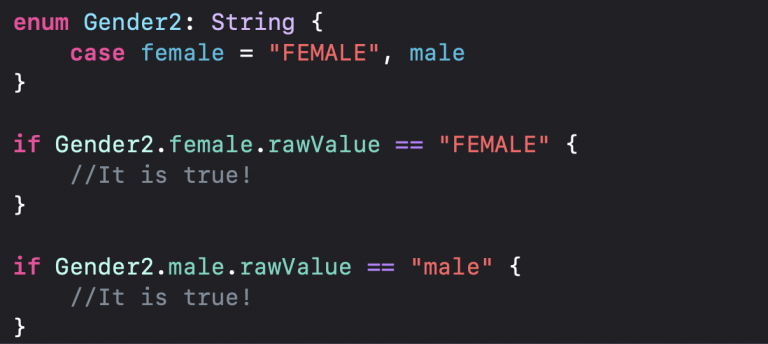 enum Gender2: String {
    case female = "FEMALE", male
}
if Gender2.female.rawValue == "FEMALE" {
    //It is true!
}
if Gender2.male.rawValue == "male" {
    //It is true!
}